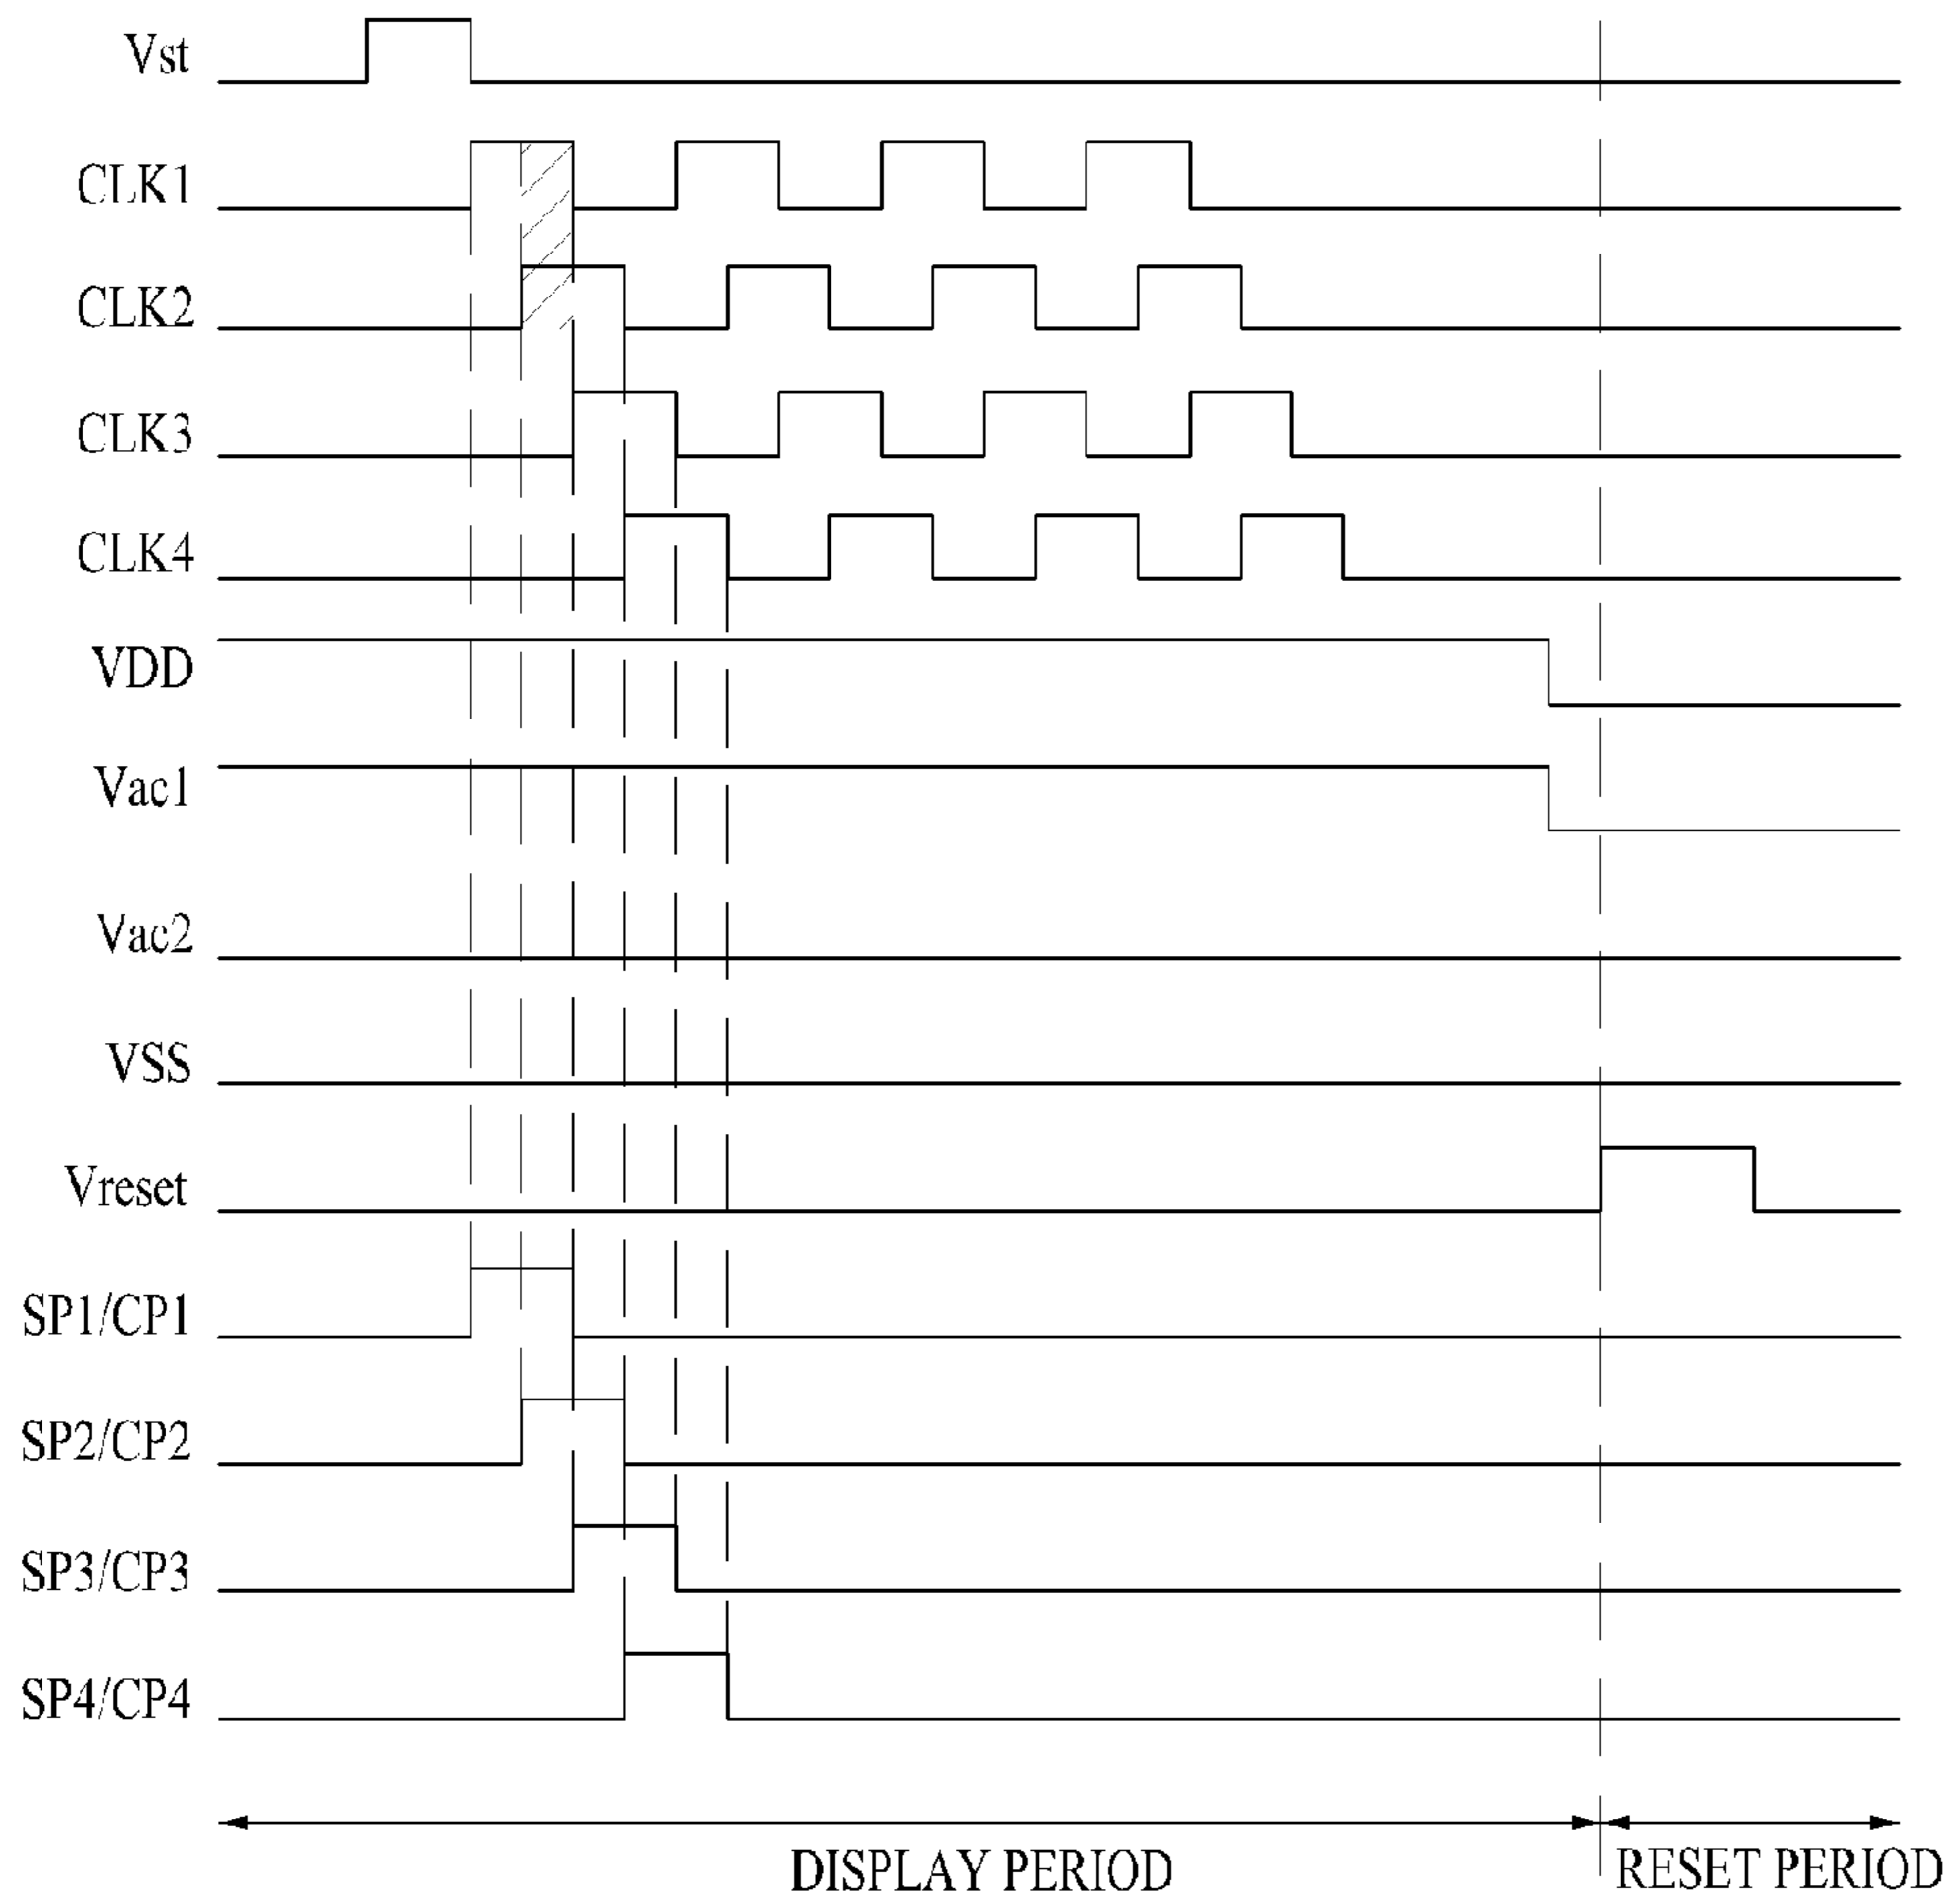 Vst
CLK1
CLK2
CLK3
CLK4
VDD
Vac1
Vac2
VSS
Vreset
SP1/CP1
SP2/CP2
SP3/CP3
SP4/CP4
DISPLAY PERIOD
RESET PERIOD